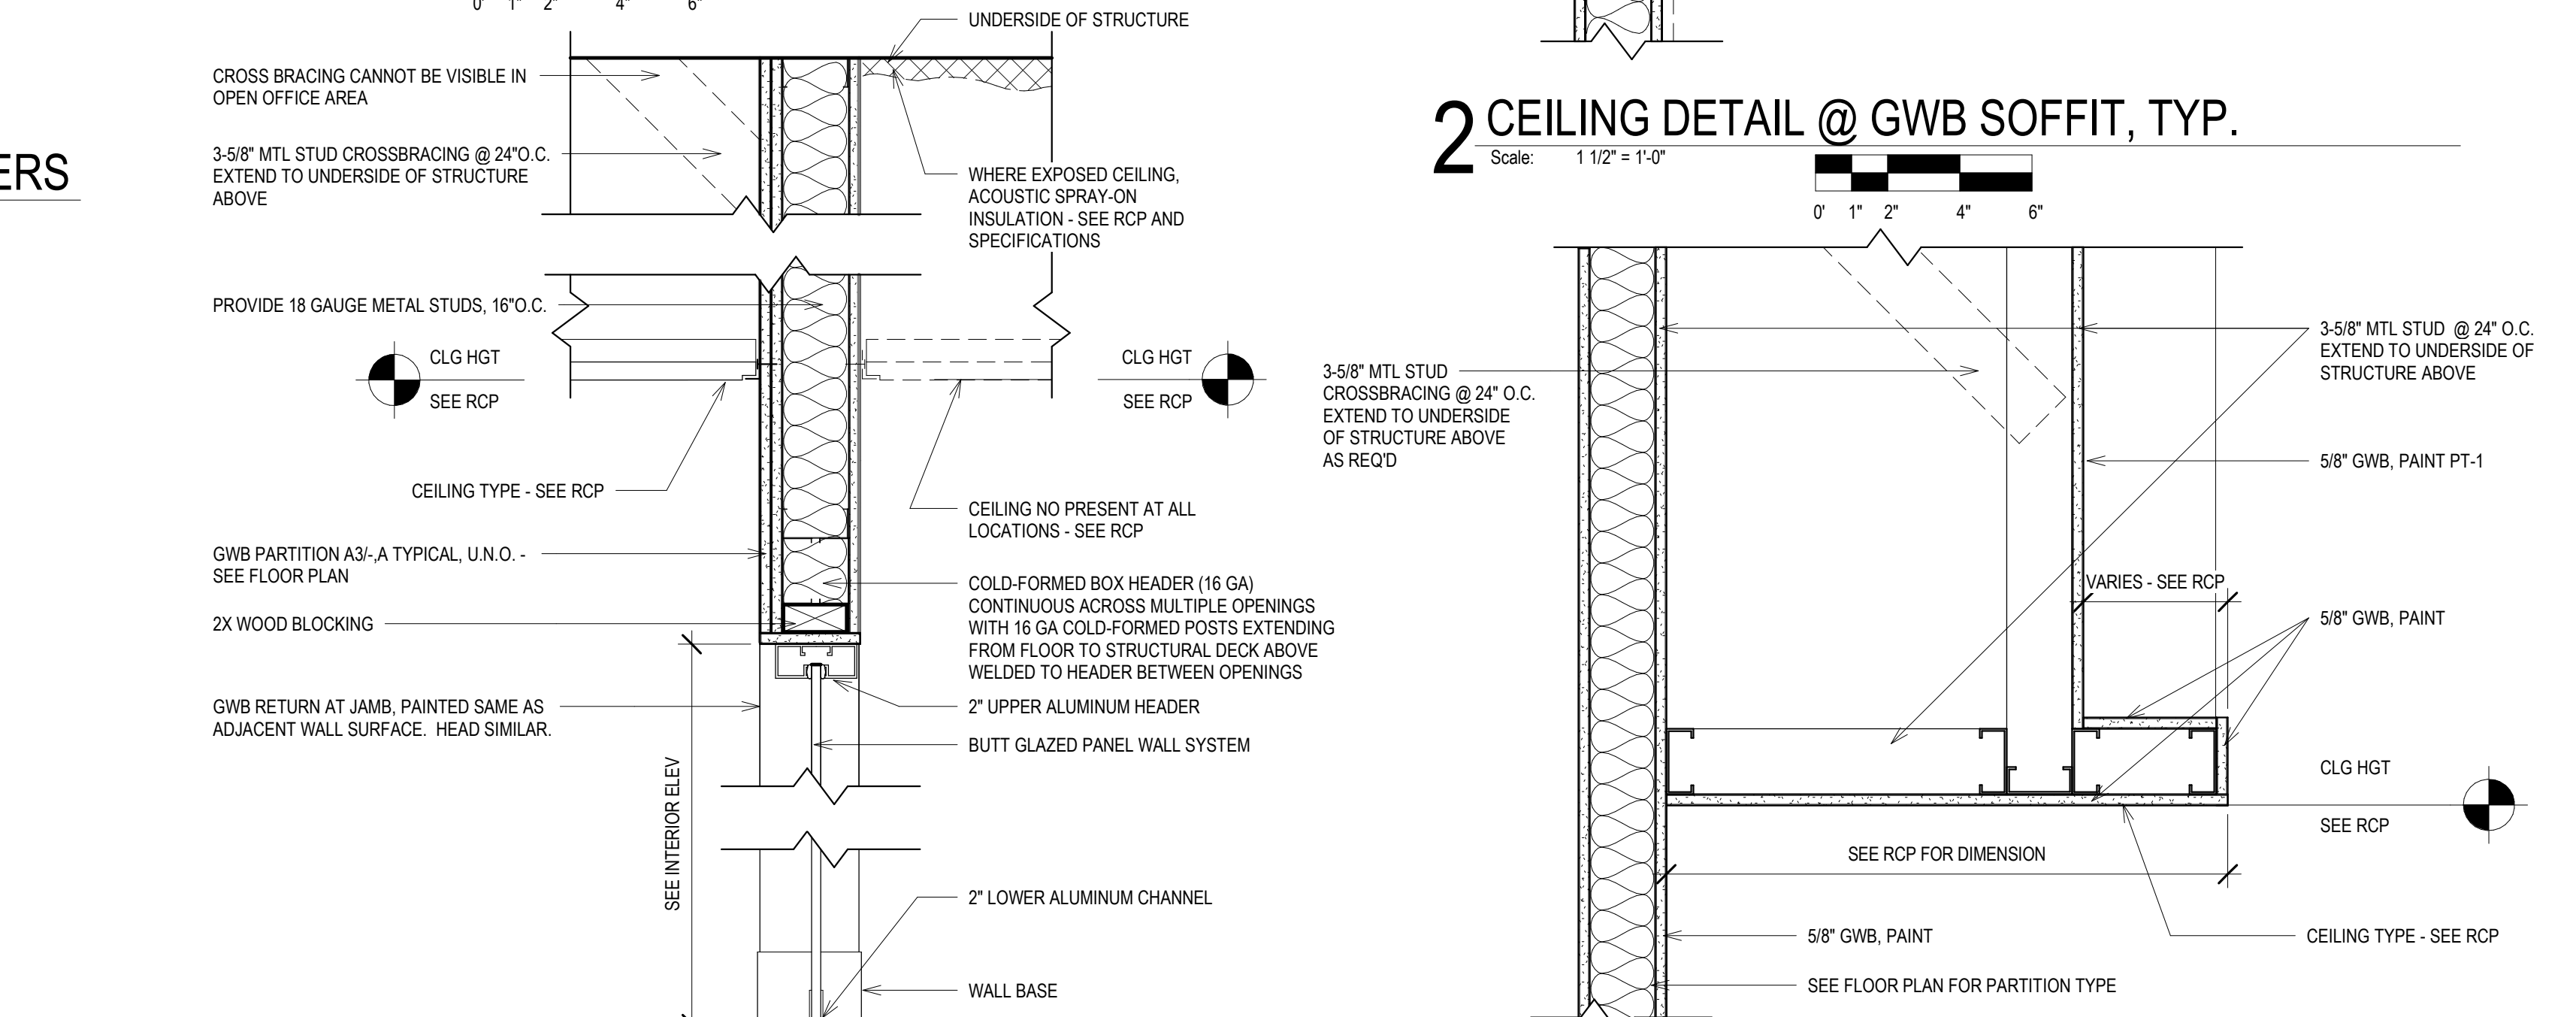 0' 1" 2" 4" 6"
UNDERSIDE OF STRUCTURE
CROSS BRACING CANNOT BE VISIBLE IN
OPEN OFFICE AREA
3-5/8" MTL STUD CROSSBRACING @ 24"O.C.
EXTEND TO UNDERSIDE OF STRUCTURE
ABOVE
ERS
WHERE EXPOSED CEILING,
ACOUSTIC SPRAY-ON
INSULATION - SEE RCP AND
SPECIFICATIONS
PROVIDE 18 GAUGE METAL STUDS, 16"O.C.
CLG HGT
SEE RCP
CLG HGT
SEE RCP
CEILING TYPE - SEE RCP
CEILING NO PRESENT AT ALL
LOCATIONS - SEE RCP
GWB PARTITION A3/-,A TYPICAL, U.N.O. -
SEE FLOOR PLAN
COLD-FORMED BOX HEADER (16 GA)
CONTINUOUS ACROSS MULTIPLE OPENINGS
WITH 16 GA COLD-FORMED POSTS EXTENDING
FROM FLOOR TO STRUCTURAL DECK ABOVE
WELDED TO HEADER BETWEEN OPENINGS
2X WOOD BLOCKING
GWB RETURN AT JAMB, PAINTED SAME AS
ADJACENT WALL SURFACE. HEAD SIMILAR.
2" UPPER ALUMINUM HEADER
BUTT GLAZED PANEL WALL SYSTEM
SEE INTERIOR ELEV
2" LOWER ALUMINUM CHANNEL
WALL BASE
2 CEILING DETAIL @ GWB SOFFIT, TYP.
Scale: 1 1/2" = 1'-0"
0' 1" 2" 4" 6"
3-5/8" MTL STUD @ 24" O.C.
EXTEND TO UNDERSIDE OF
STRUCTURE ABOVE
3-5/8" MTL STUD
CROSSBRACING @ 24" O.C.
EXTEND TO UNDERSIDE
OF STRUCTURE ABOVE
AS REQ'D
5/8" GWB, PAINT PT-1
VARIES - SEE RCP
5/8" GWB, PAINT
CLG HGT
SEE RCP
SEE RCP FOR DIMENSION
5/8" GWB, PAINT
CEILING TYPE - SEE RCP
SEE FLOOR PLAN FOR PARTITION TYPE